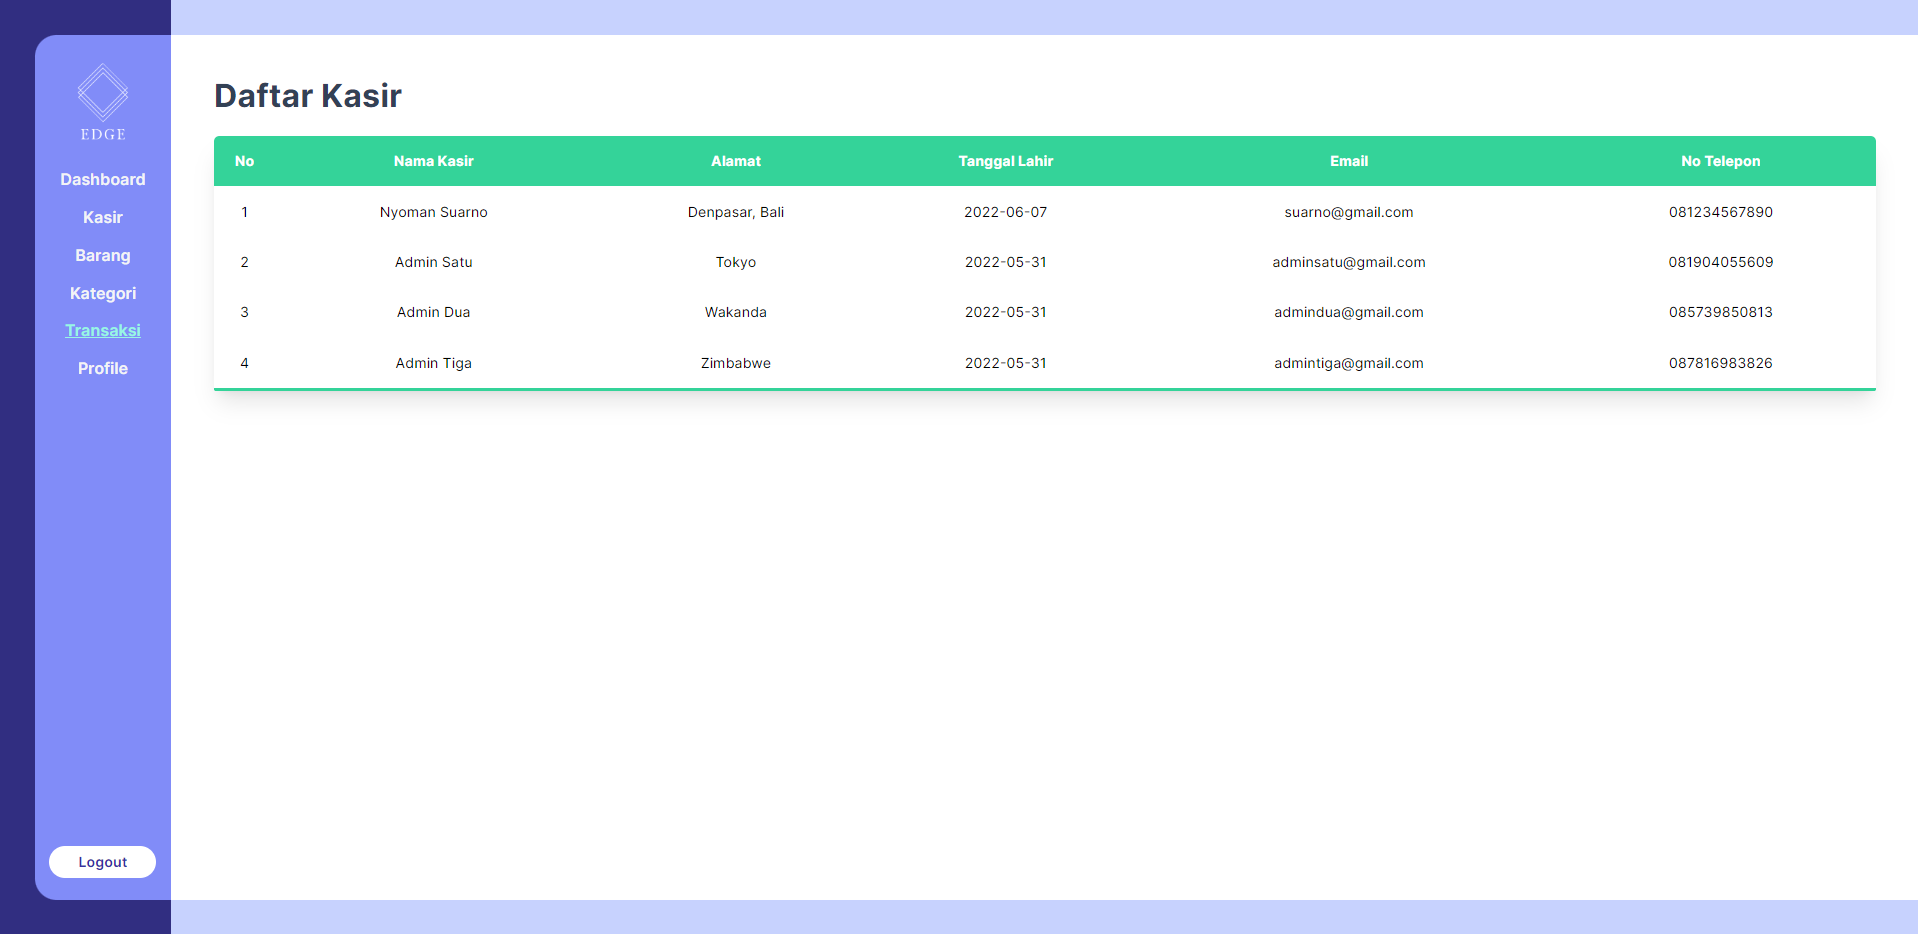 EDGE
Dashboard
Kasir
Barang
Kategori
Transaksi
Profile
Logout
Daftar Kasir
No Nama Kasir Alamat Tanggal Lahir Email No Telepon
1 Nyoman Suarno Denpasar, Bali 2022-06-07 suarno@gmail.com 081234567890
2 Admin Satu Tokyo 2022-05-31 adminsatu@gmail.com 081904055609
3 Admin Dua Wakanda 2022-05-31 admindua@gmail.com 085739850813
4 Admin Tiga Zimbabwe 2022-05-31 admintiga@gmail.com 087816983826